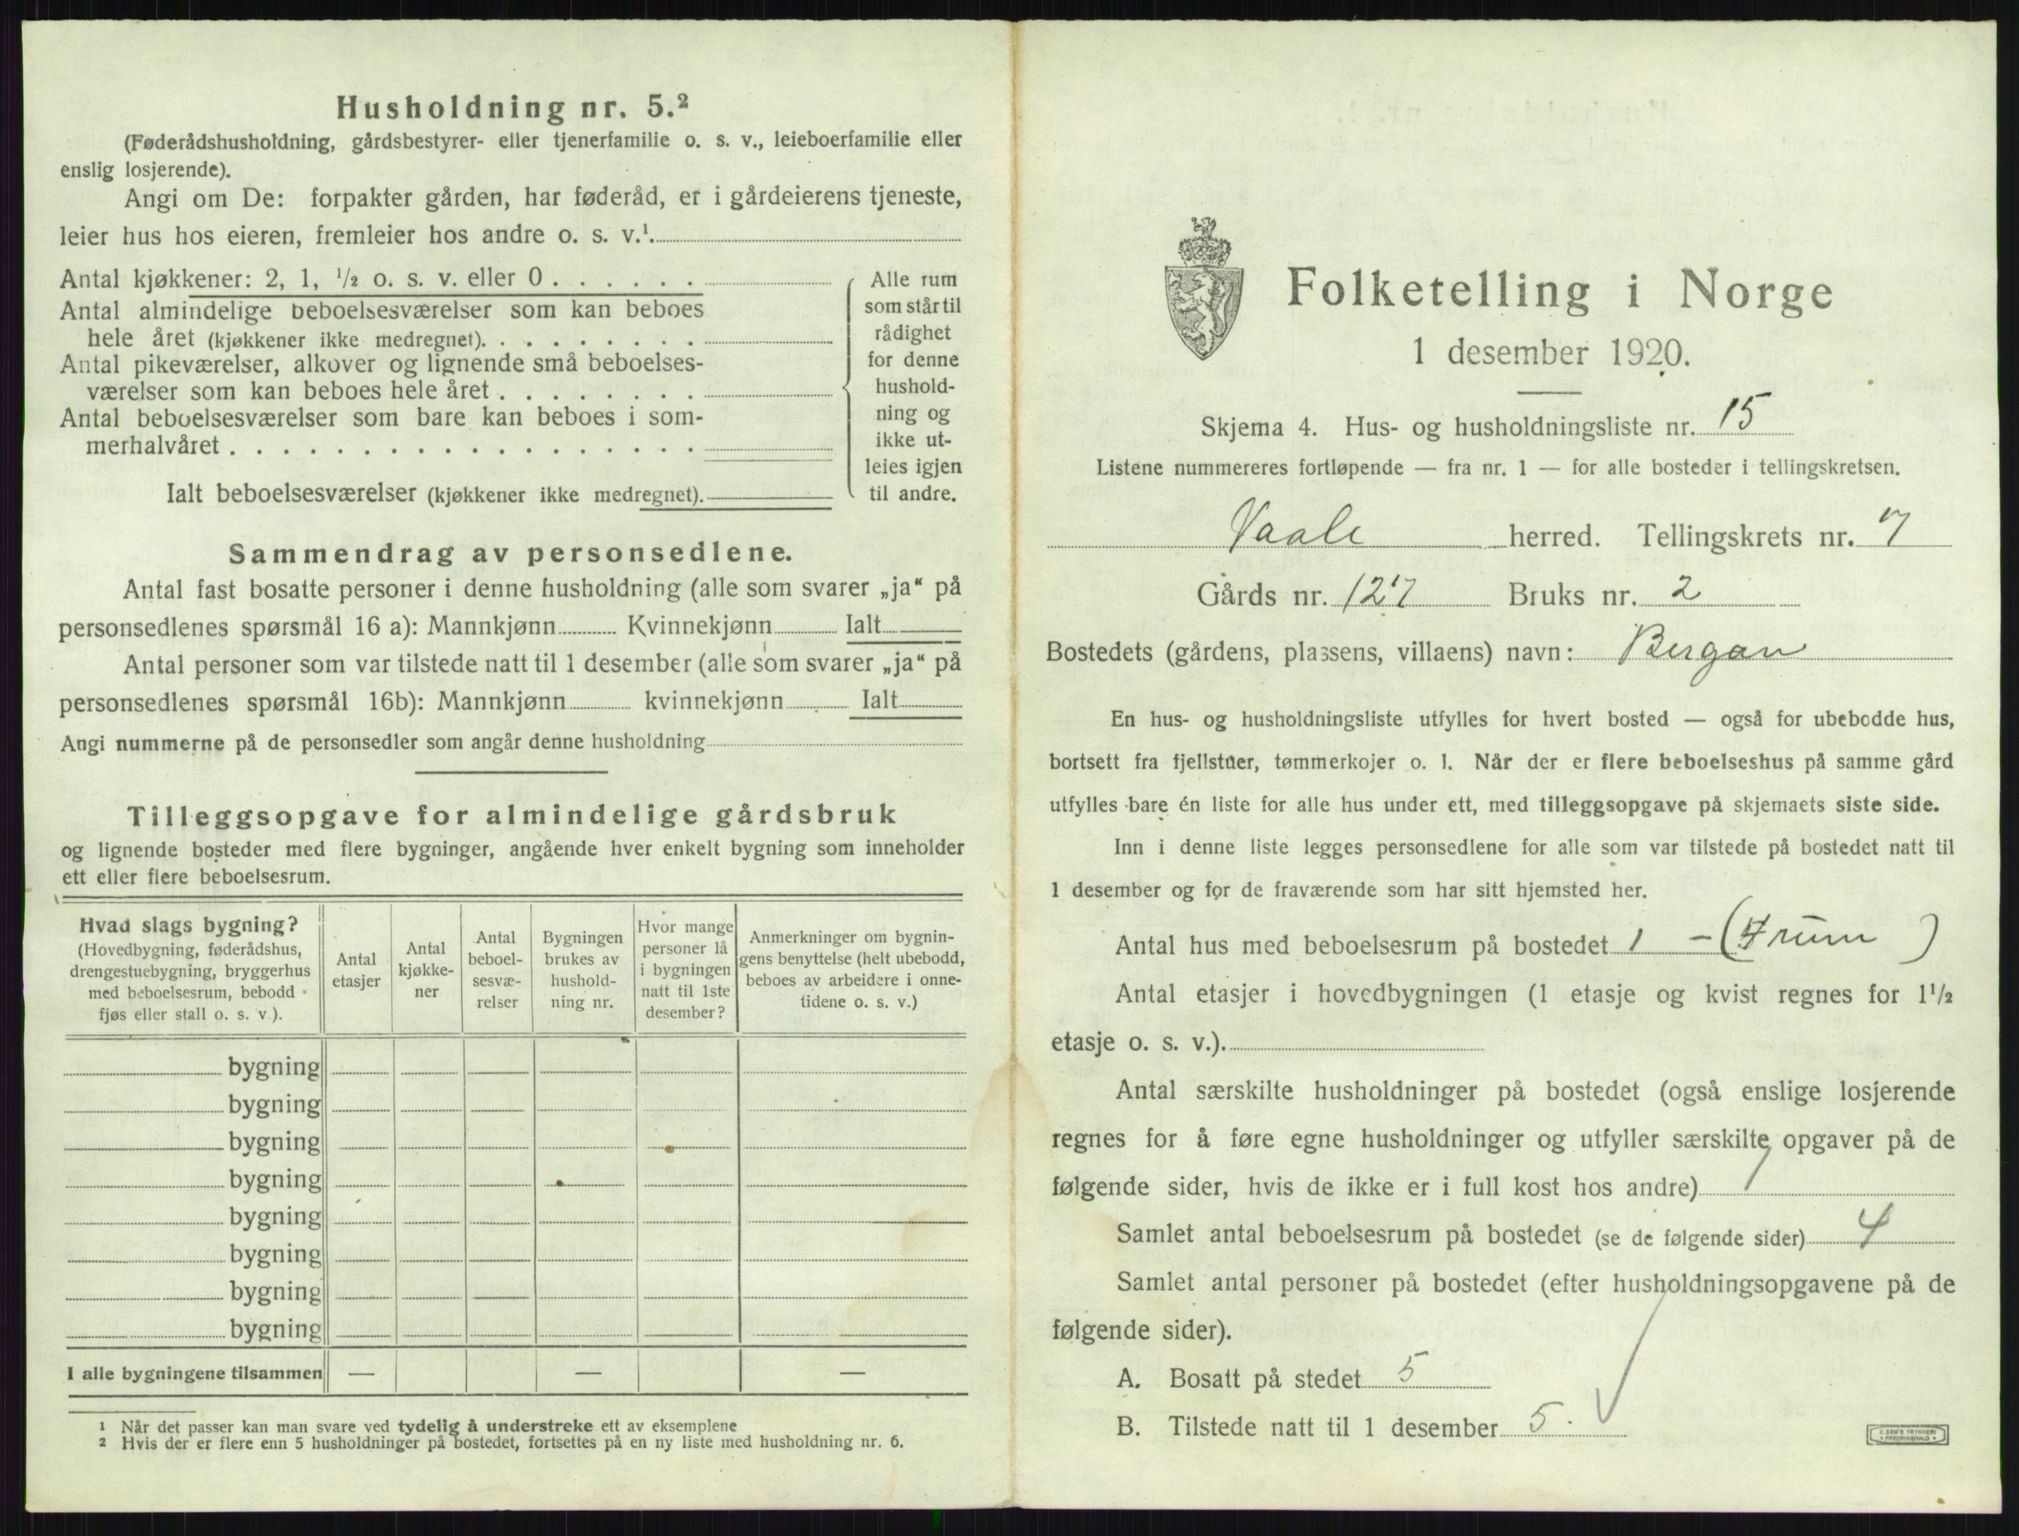 Husholdning nr. 5.²
(Føderådshusholdning, gårdsbestyrer- eller tjenerfamilie o. s. v., leieboerfamilie eller
enslig losjerende).
Angi om De: forpakter gården, har føderåd, er i gårdeierens tjeneste,
leier hus hos eieren, fremleier hos andre o. s. v.¹.
Antal kjøkkener: 2, 1, ½ o. s. v. eller 0 . . . . . .
Antal almindelige beboelsesværelser som kan beboes
hele året (kjøkkener ikke medregnet). . . . . . . . .
Antal pikeværelser, alkover og lignende små beboelses-
værelser som kan beboes hele året . . . . . . . .
Antal beboelsesværelser som bare kan beboes i som-
merhalvåret . . . . . . . . . . . . . . . . . .
Ialt beboelsesværelser (kjøkkener ikke medregnet).
Alle rum
som står til
rådighet
for denne
hushold-
ning og
ikke ut-
leies igjen
til andre.
Sammendrag av personsedlene.
Antal fast bosatte personer i denne husholdning (alle som svarer „ja“ på
personsedlenes spørsmål 16 a): Mannkjønn Kvinnekjønn Ialt
Antal personer som var tilstede natt til 1 desember (alle som svarer „ja“ på
personsedlenes spørsmål 16b): Mannkjønn kvinnekjønn Ialt
Angi nummerne på de personsedler som angår denne husholdning
Tilleggsopgave for almindelige gårdsbruk
og lignende bosteder med flere bygninger, angående hver enkelt bygning som inneholder
ett eller flere beboelsesrum.
Hvad slags bygning?
(Hovedbygning, føderådshus,
drengestuebygning, bryggerhus
med beboelsesrum, bebodd
fjøs eller stall o. s. v.).
Antal
etasjer
Antal
kjøkke-
ner
Antal
beboel-
sesvæ-
relser
Bygningen
brukes av
hushold-
ning nr.
Hvor mange
personer lå
i bygningen
natt til 1ste
desember?
Anmerkninger om bygnin-
gens benyttelse (helt ubebodd,
beboes av arbeidere i onne-
tidene o. s. v.)
bygning
bygning
bygning
bygning
bygning
bygning
bygning
bygning
I alle bygningene tilsammen — — —
¹ Når det passer kan man svare ved tydelig å understreke ett av eksemplene
² Hvis der er flere enn 5 husholdninger på bostedet, fortsettes på en ny liste med husholdning nr. 6.
Folketelling i Norge
1 desember 1920.
Skjema 4. Hus- og husholdningsliste nr. 15
Listene nummereres fortløpende — fra nr. 1 — for alle bosteder i tellingskretsen.
Vaale herred. Tellingskrets nr. 7
Gårds nr. 127 Bruks nr. 2
Bostedets (gårdens, plassens, villaens) navn: Bergan
En hus- og husholdningsliste utfylles for hvert bosted — også for ubebodde hus,
bortsett fra fjellstuer, tømmerkojer o. l. Når der er flere beboelseshus på samme gård
utfylles bare én liste for alle hus under ett, med tilleggsopgave på skjemaets siste side.
Inn i denne liste legges personsedlene for alle som var tilstede på bostedet natt til
1 desember og for de fraværende som har sitt hjemsted her.
Antal hus med beboelsesrum på bostedet 1 – (4 rum)
Antal etasjer i hovedbygningen (1 etasje og kvist regnes for 1½
etasje o. s. v.).
Antal særskilte husholdninger på bostedet (også enslige losjerende
regnes for å føre egne husholdninger og utfyller særskilte opgaver på de
følgende sider, hvis de ikke er i full kost hos andre) 1
Samlet antal beboelsesrum på bostedet (se de følgende sider) 4
Samlet antal personer på bostedet (efter husholdningsopgavene på de
følgende sider).
A. Bosatt på stedet 5
B. Tilstede natt til 1 desember 5.